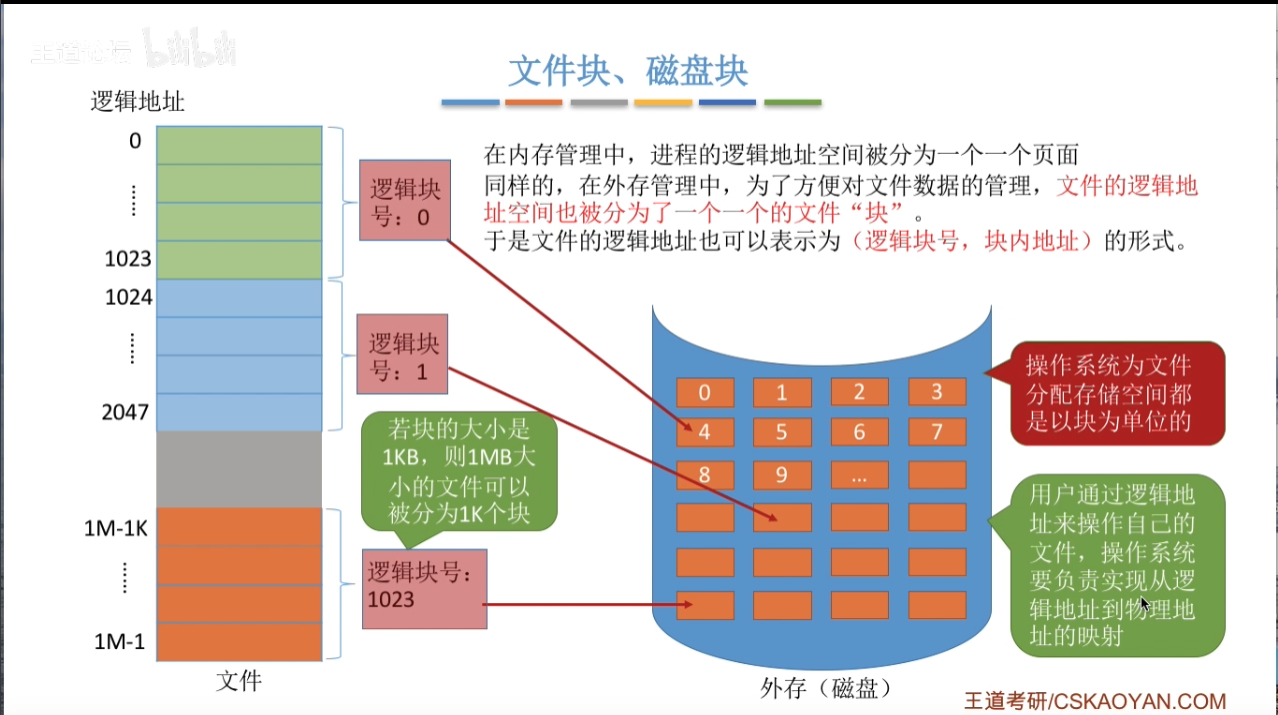 王道论坛 bilibili
文件块、磁盘块
逻辑地址
0
……
1023
1024
……
2047
1M-1K
……
1M-1
文件
逻辑块
号：0
逻辑块
号：1
若块的大小是
1KB，则1MB大
小的文件可以
被分为1K个块
逻辑块号：
1023
在内存管理中，进程的逻辑地址空间被分为一个一个页面
同样的，在外存管理中，为了方便对文件数据的管理，文件的逻辑地
址空间也被分为了一个一个的文件“块”。
于是文件的逻辑地址也可以表示为（逻辑块号，块内地址）的形式。
0 1 2 3
4 5 6 7
8 9 ...
外存（磁盘）
操作系统为文件
分配存储空间都
是以块为单位的
用户通过逻辑地
址来操作自己的
文件，操作系统
要负责实现从逻
辑地址到物理地
址的映射
王道考研/CSKAOYAN.COM